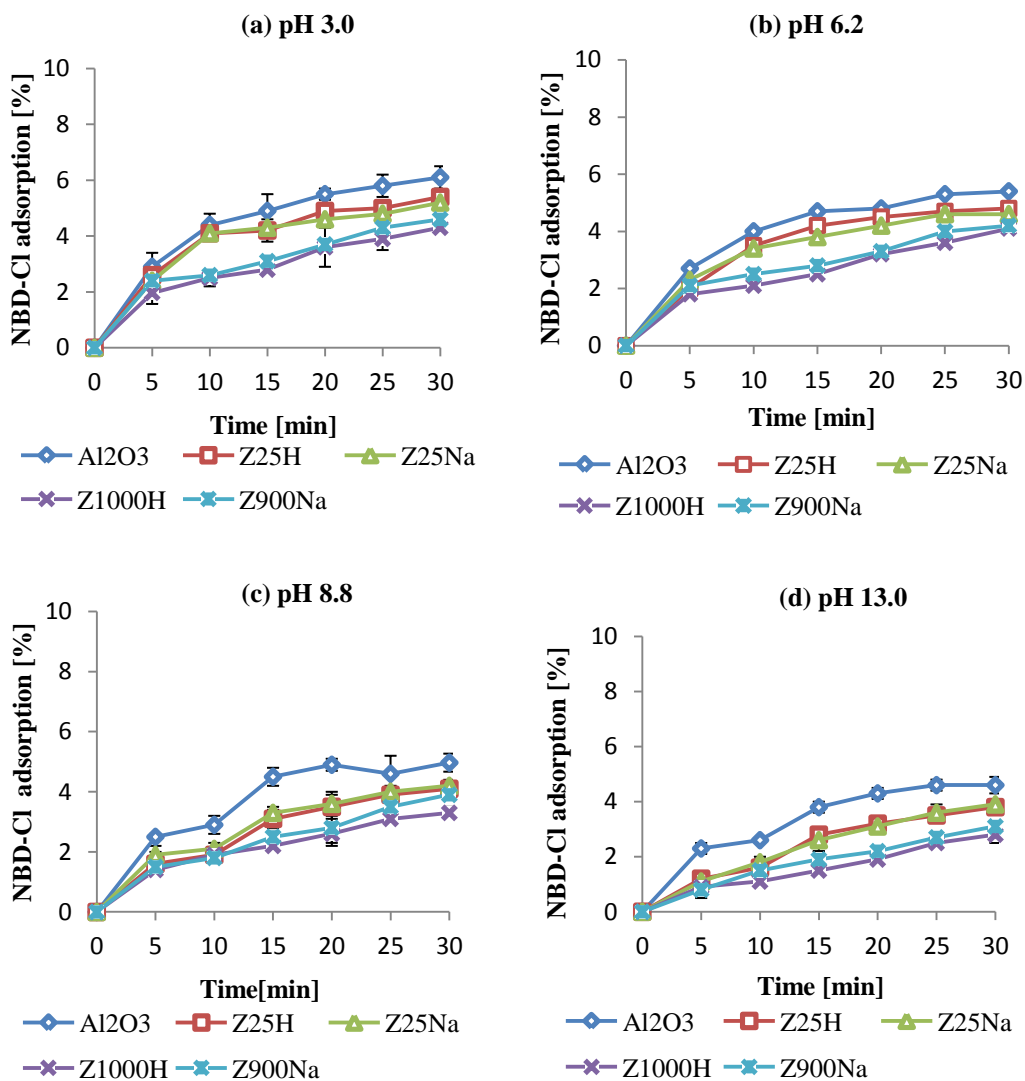 (a) pH 3.0
NBD-Cl adsorption [%]
10
8
6
4
2
0
0 5 10 15 20 25 30
Time [min]
Al2O3 Z25H Z25Na
Z1000H Z900Na
(b) pH 6.2
NBD-Cl adsorption [%]
10
8
6
4
2
0
0 5 10 15 20 25 30
Time [min]
Al2O3 Z25H Z25Na
Z1000H Z900Na
(c) pH 8.8
NBD-Cl adsorption [%]
10
8
6
4
2
0
0 5 10 15 20 25 30
Time[min]
Al2O3 Z25H Z25Na
Z1000H Z900Na
(d) pH 13.0
NBD-Cl adsorption [%]
10
8
6
4
2
0
0 5 10 15 20 25 30
Time [min]
Al2O3 Z25H Z25Na
Z1000H Z900Na